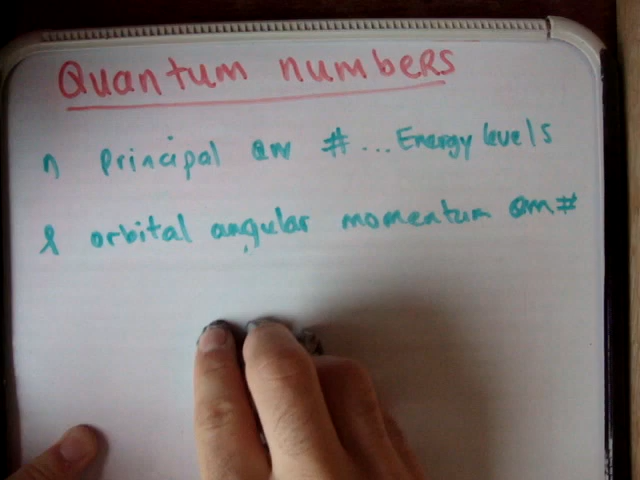 Quantum numbers
n principal qm # ... Energy levels
l orbital angular momentum qm #